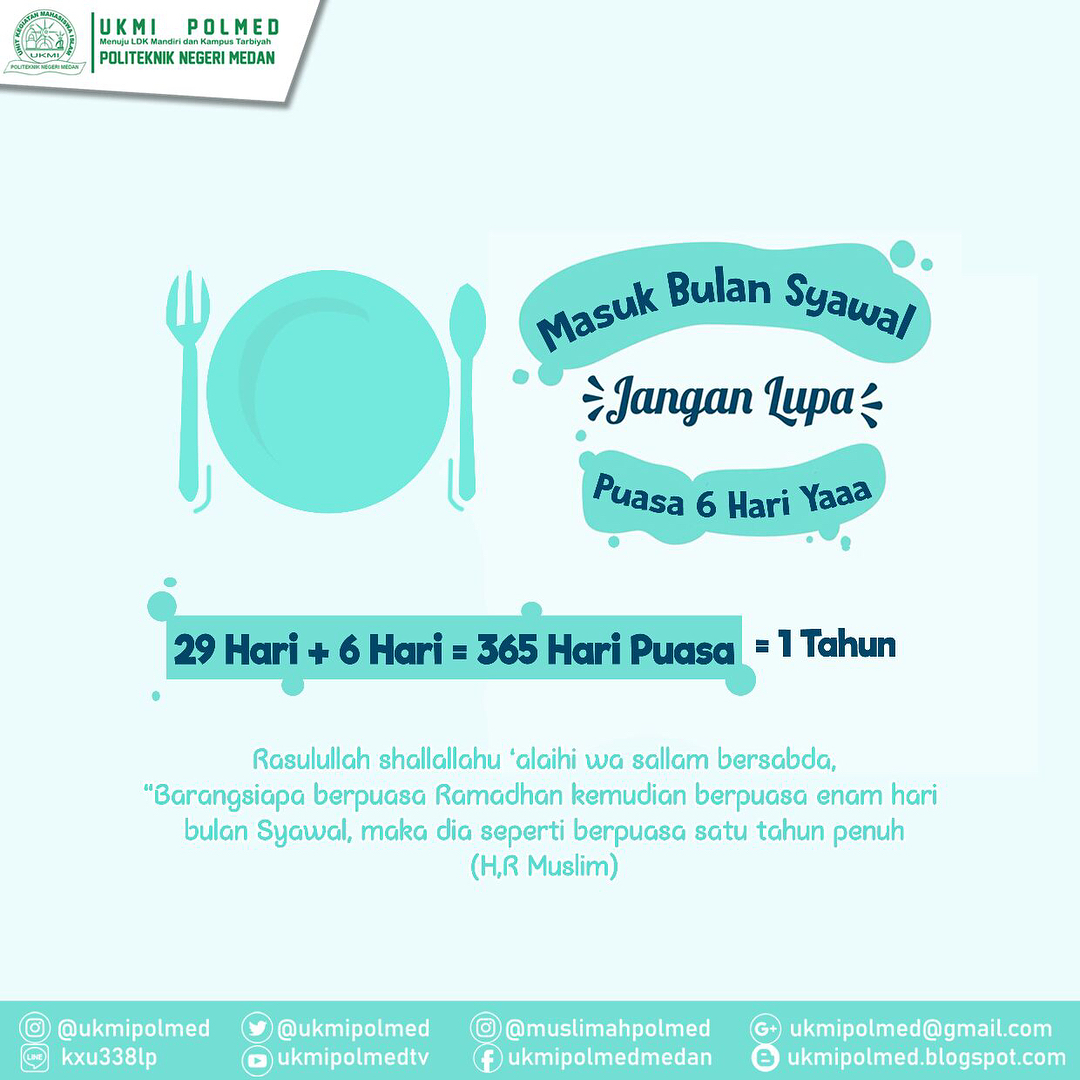 UNIT KEGIATAN MAHASISWA ISLAM
UKMI
POLITEKNIK NEGERI MEDAN
UKMI POLMED
Menuju LDK Mandiri dan Kampus Tarbiyah
POLITEKNIK NEGERI MEDAN
Masuk Bulan Syawal
Jangan Lupa
Puasa 6 Hari Yaaa
29 Hari + 6 Hari = 365 Hari Puasa = 1 Tahun
Rasulullah shallallahu ‘alaihi wa sallam bersabda,
“Barangsiapa berpuasa Ramadhan kemudian berpuasa enam hari
bulan Syawal, maka dia seperti berpuasa satu tahun penuh
(H,R Muslim)
@ukmipolmed @ukmipolmed @muslimahpolmed G+ ukmipolmed@gmail.com
LINE kxu338lp ukmipolmedtv ukmipolmedmedan ukmipolmed.blogspot.com